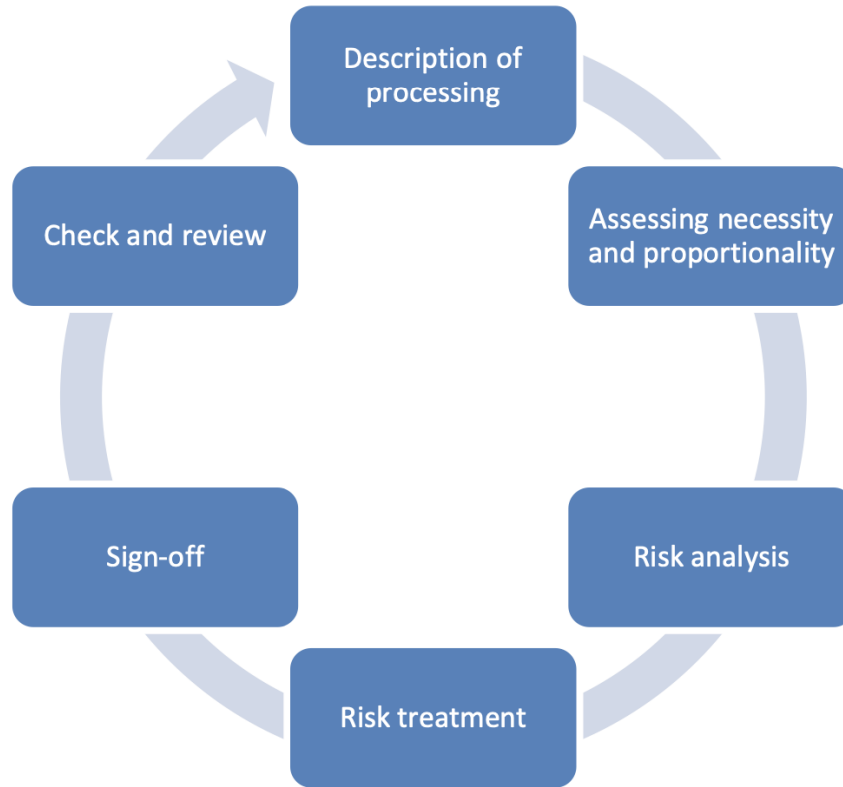 Description of
processing
Assessing necessity
and proportionality
Risk analysis
Risk treatment
Sign-off
Check and review